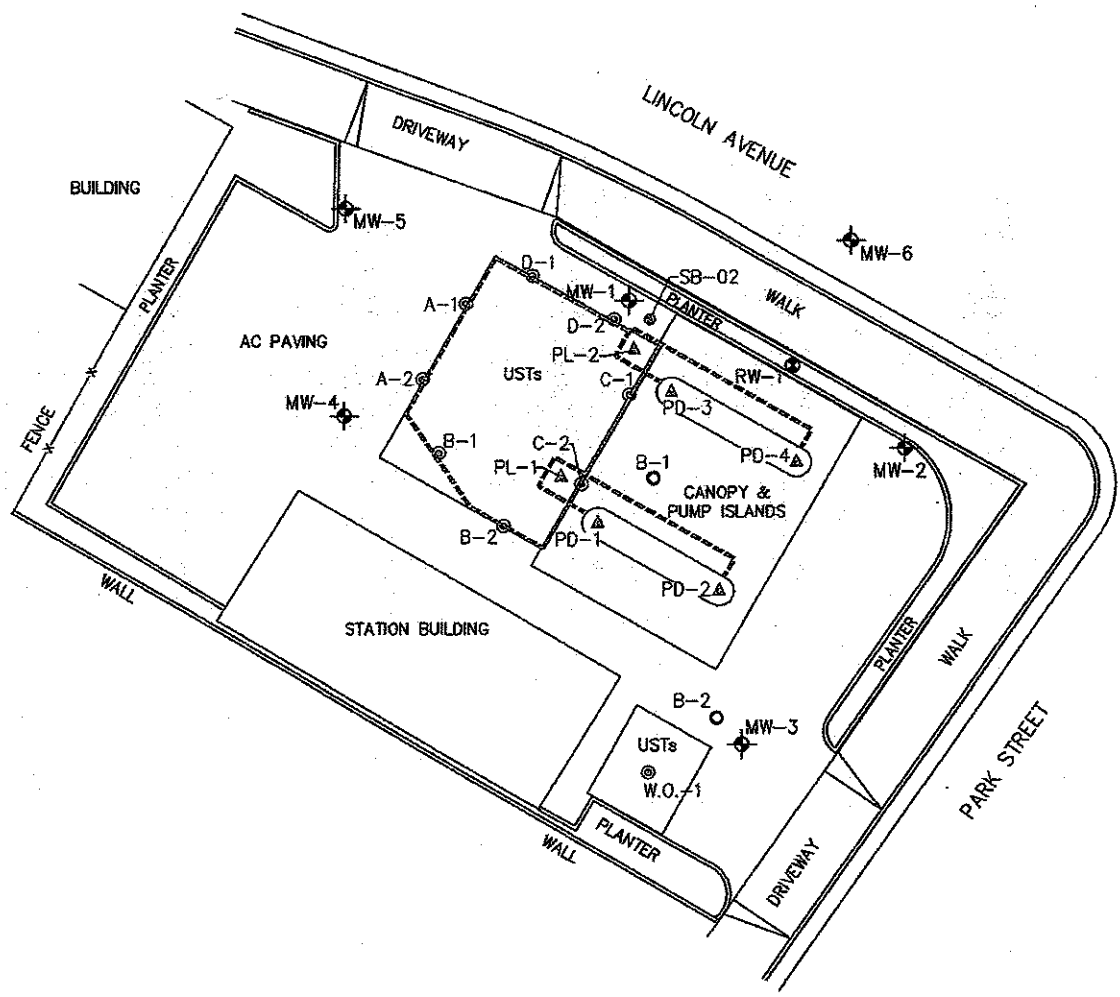 LINCOLN AVENUE
DRIVEWAY
BUILDING
MW-5
MW-6
PLANTER
D-1
SB-02
MW-1
WALK
PLANTER
A-1
D-2
AC PAVING
PL-2
USTs
RW-1
A-2
C-1
PD-3
MW-4
FENCE
B-1
C-2
PD-4
MW-2
PL-1
B-1
CANOPY &
PUMP ISLANDS
B-2
PD-1
PD-2
WALL
STATION BUILDING
PLANTER
WALK
B-2
MW-3
USTs
W.O.-1
PARK STREET
PLANTER
WALL
DRIVEWAY